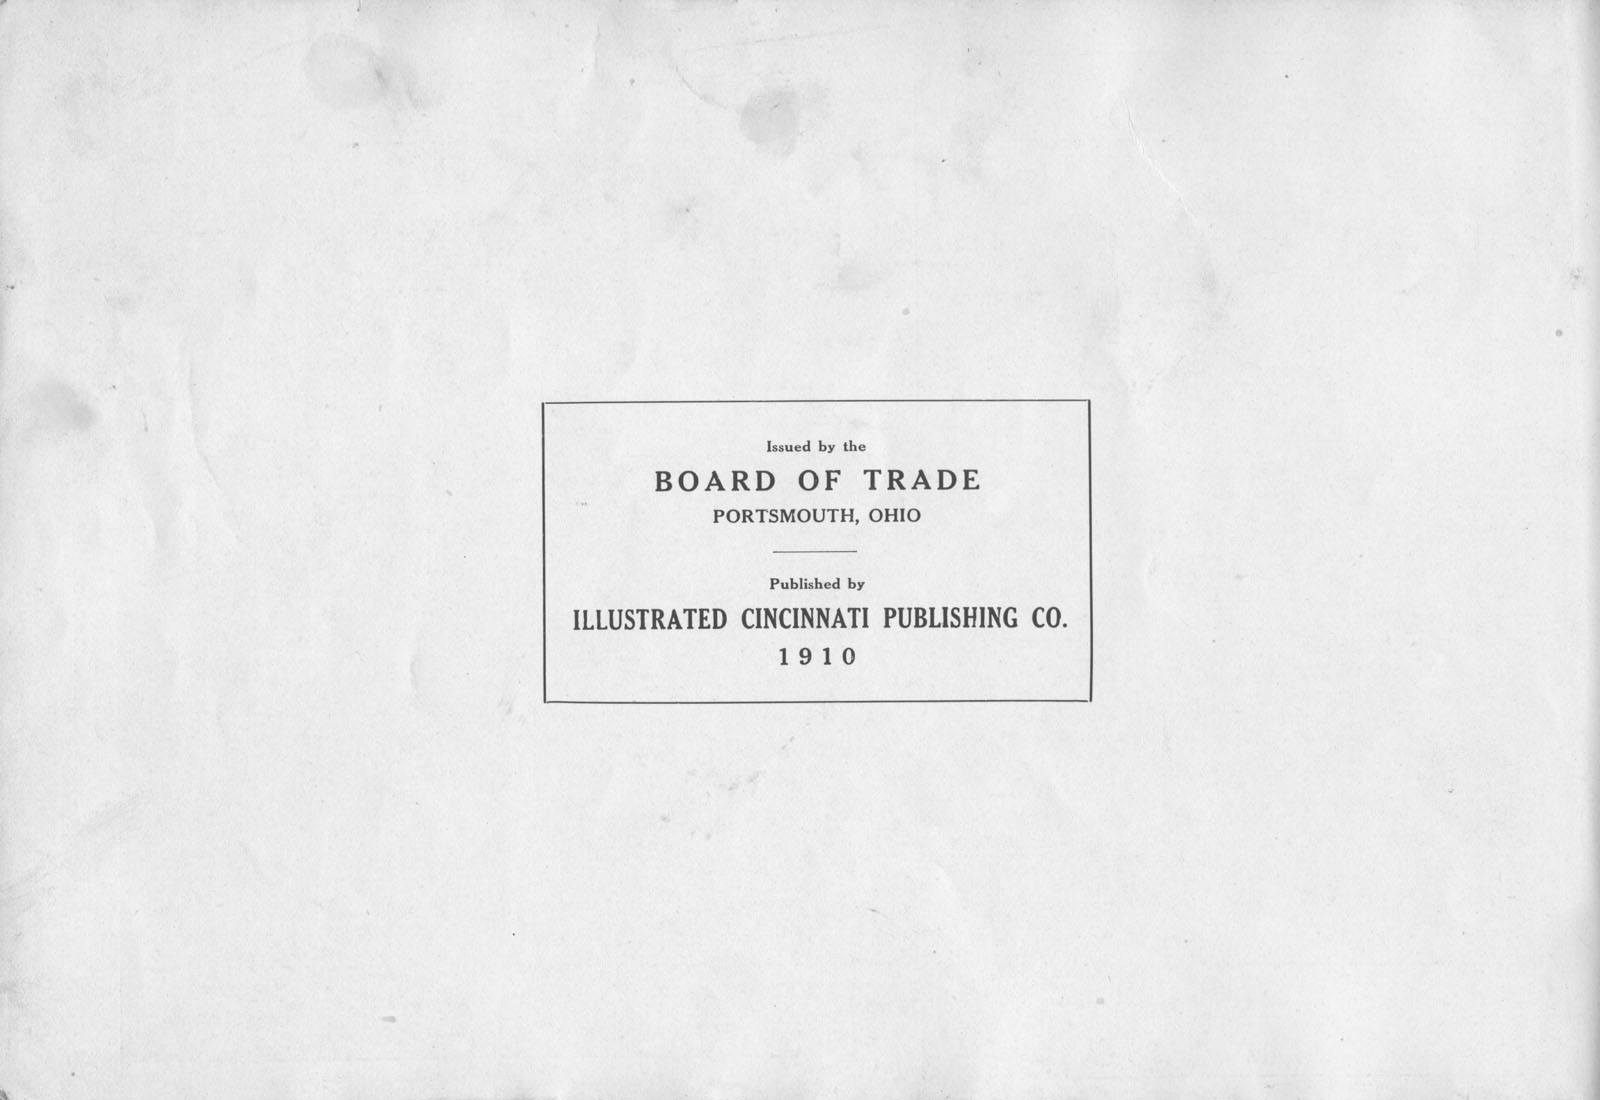 Issued by the
BOARD OF TRADE
PORTSMOUTH, OHIO
Published by
ILLUSTRATED CINCINNATI PUBLISHING CO.
1910